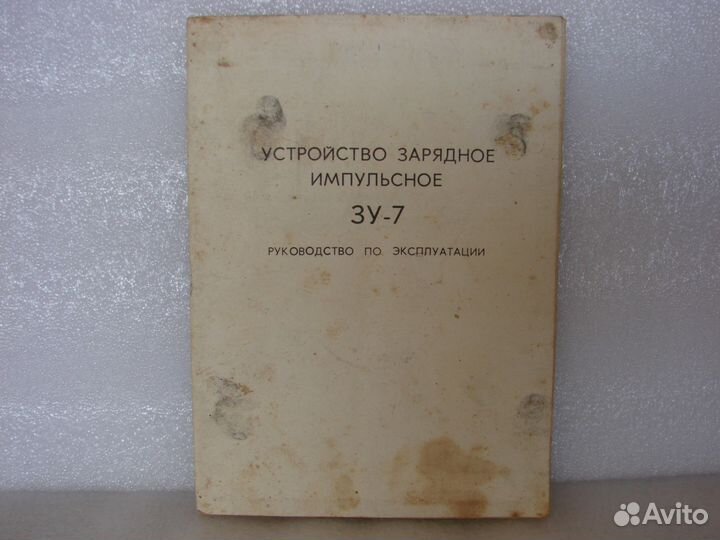 УСТРОЙСТВО ЗАРЯДНОЕ
ИМПУЛЬСНОЕ
ЗУ-7
РУКОВОДСТВО ПО ЭКСПЛУАТАЦИИ
Avito